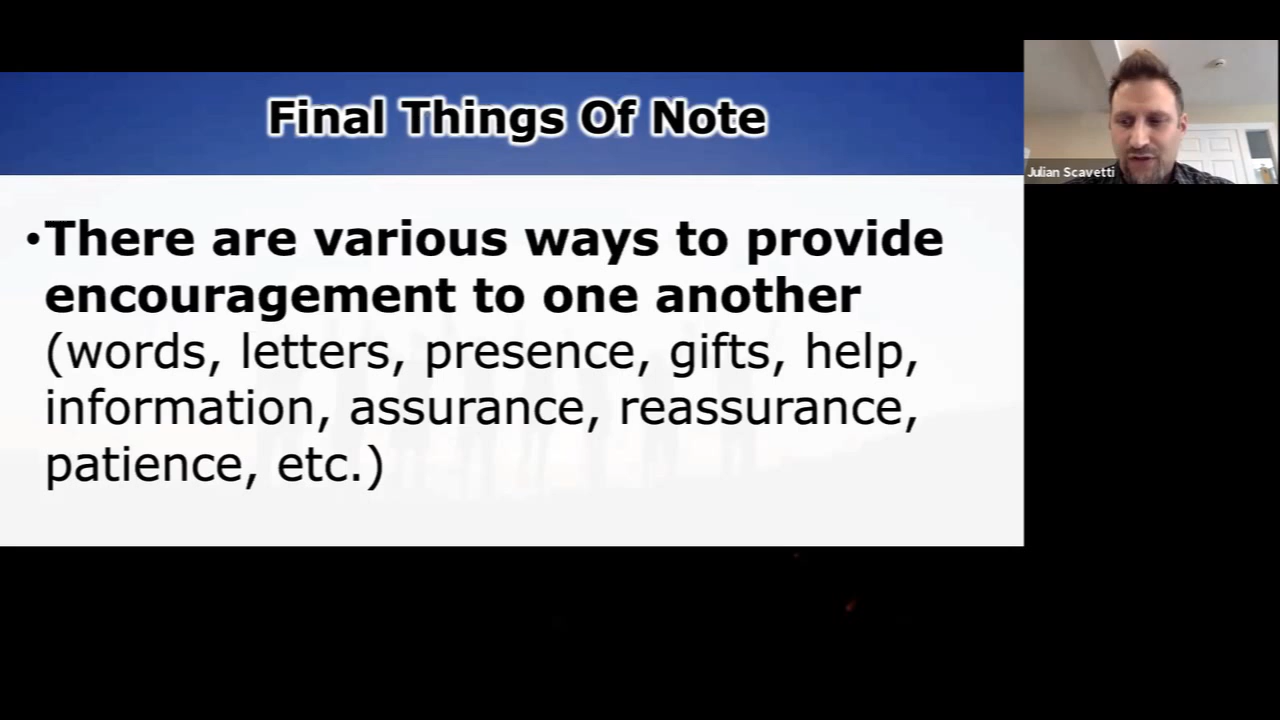 Final Things Of Note
Julian Scavetti
•There are various ways to provide
encouragement to one another
(words, letters, presence, gifts, help,
information, assurance, reassurance,
patience, etc.)